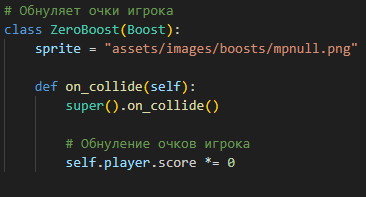 # Обнуляет очки игрока
class ZeroBoost(Boost):
    sprite = "assets/images/boosts/mpnull.png"

    def on_collide(self):
        super().on_collide()

        # Обнуление очков игрока
        self.player.score *= 0